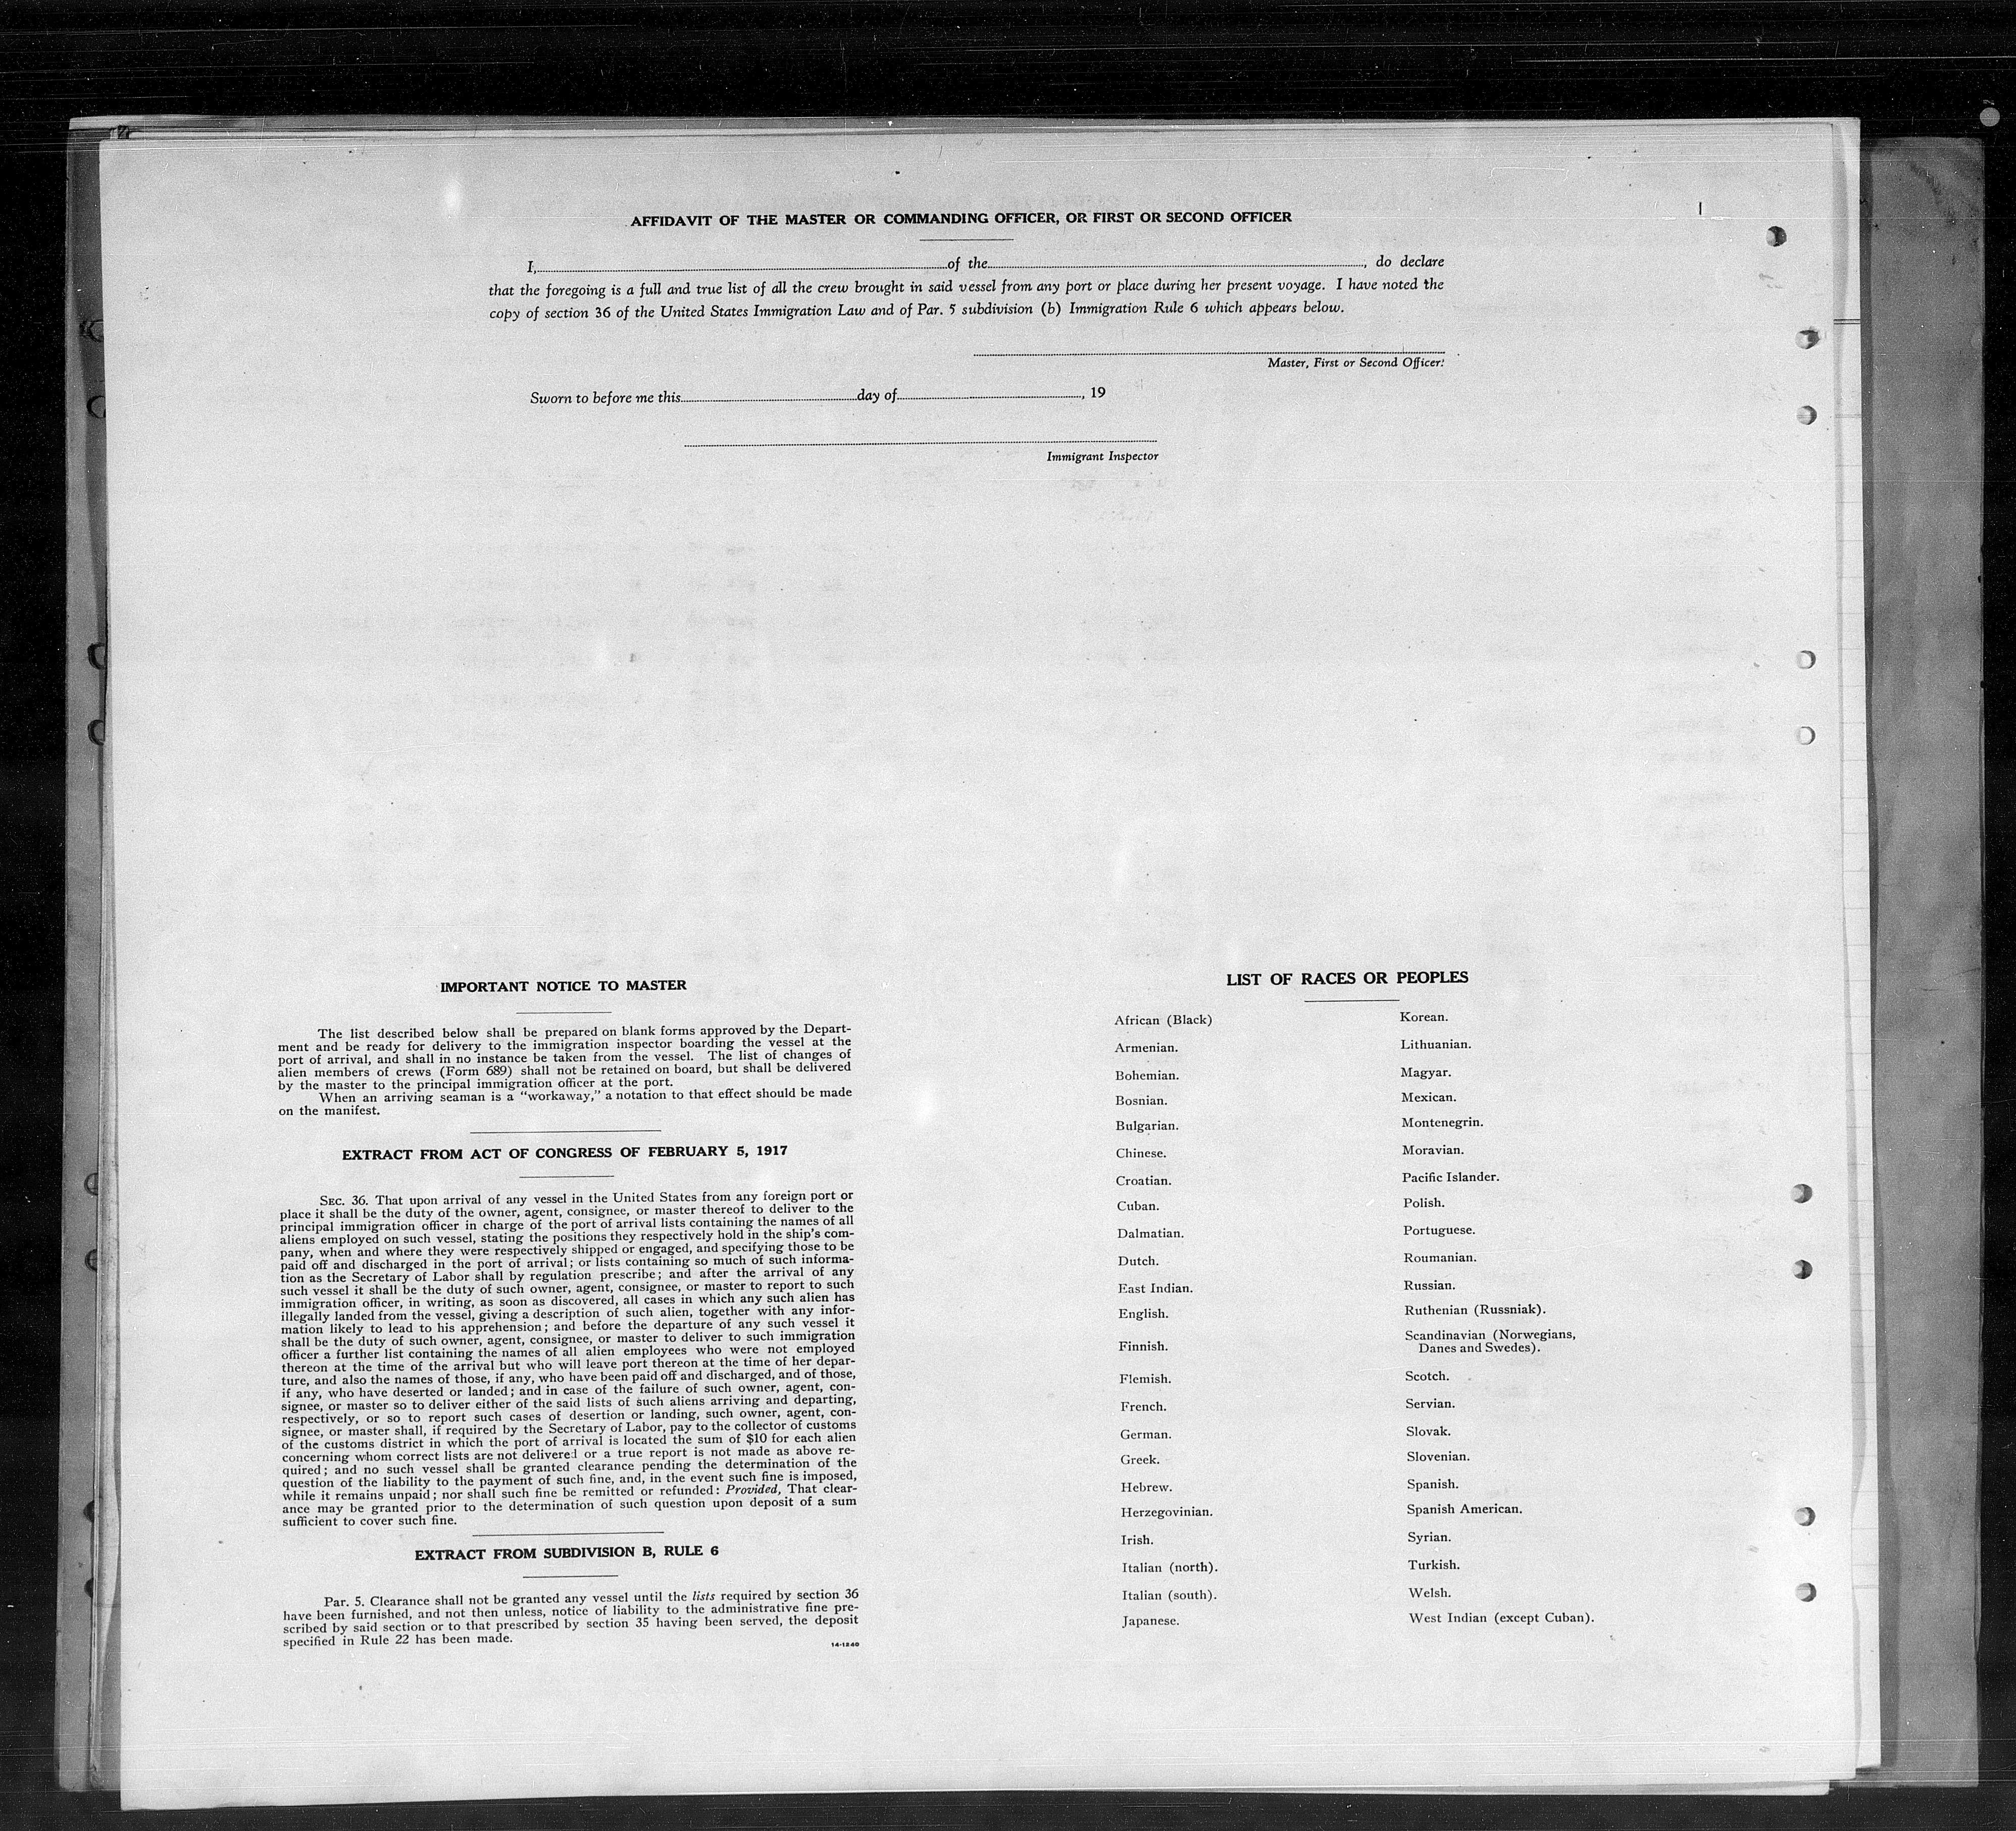 AFFIDAVIT OF THE MASTER OR COMMANDING OFFICER, OR FIRST OR SECOND OFFICER
I, of the , do declare
that the foregoing is a full and true list of all the crew brought in said vessel from any port or place during her present voyage. I have noted the
copy of section 36 of the United States Immigration Law and of Par. 5 subdivision (b) Immigration Rule 6 which appears below.
Master, First or Second Officer.
Sworn to before me this day of , 19
Immigrant Inspector
IMPORTANT NOTICE TO MASTER
The list described below shall be prepared on blank forms approved by the Depart-
ment and be ready for delivery to the immigration inspector boarding the vessel at the
port of arrival, and shall in no instance be taken from the vessel. The list of changes of
alien members of crews (Form 689) shall not be retained on board, but shall be delivered
by the master to the principal immigration officer at the port.
When an arriving seaman is a "workaway," a notation to that effect should be made
on the manifest.
EXTRACT FROM ACT OF CONGRESS OF FEBRUARY 5, 1917
SEC. 36. That upon arrival of any vessel in the United States from any foreign port or
place it shall be the duty of the owner, agent, consignee, or master thereof to deliver to the
principal immigration officer in charge of the port of arrival lists containing the names of all
aliens employed on such vessel, stating the positions they respectively hold in the ship's com-
pany, when and where they were respectively shipped or engaged, and specifying those to be
paid off and discharged in the port of arrival; or lists containing so much of such informa-
tion as the Secretary of Labor shall by regulation prescribe; and after the arrival of any
such vessel it shall be the duty of such owner, agent, consignee, or master to report to such
immigration officer, in writing, as soon as discovered, all cases in which any such alien has
illegally landed from the vessel, giving a description of such alien, together with any infor-
mation likely to lead to his apprehension; and before the departure of any such vessel it
shall be the duty of such owner, agent, consignee, or master to deliver to such immigration
officer a further list containing the names of all alien employees who were not employed
thereon at the time of the arrival but who will leave port thereon at the time of her depar-
ture, and also the names of those, if any, who have been paid off and discharged, and of those,
if any, who have deserted or landed; and in case of the failure of such owner, agent, con-
signee, or master so to deliver either of the said lists of such aliens arriving and departing,
respectively, or so to report such cases of desertion or landing, such owner, agent, con-
signee, or master shall, if required by the Secretary of Labor, pay to the collector of customs
of the customs district in which the port of arrival is located the sum of $10 for each alien
concerning whom correct lists are not delivered or a true report is not made as above re-
quired; and no such vessel shall be granted clearance pending the determination of the
question of the liability to the payment of such fine, and, in the event such fine is imposed,
while it remains unpaid; nor shall such fine be remitted or refunded: Provided, That clear-
ance may be granted prior to the determination of such question upon deposit of a sum
sufficient to cover such fine.
EXTRACT FROM SUBDIVISION B, RULE 6
Par. 5. Clearance shall not be granted any vessel until the lists required by section 36
have been furnished, and not then unless, notice of liability to the administrative fine pre-
scribed by said section or to that prescribed by section 35 having been served, the deposit
specified in Rule 22 has been made.
14-1240
LIST OF RACES OR PEOPLES
African (Black)
Armenian.
Bohemian.
Bosnian.
Bulgarian.
Chinese.
Croatian.
Cuban.
Dalmatian.
Dutch.
East Indian.
English.
Finnish.
Flemish.
French.
German.
Greek.
Hebrew.
Herzegovinian.
Irish.
Italian (north).
Italian (south).
Japanese.
Korean.
Lithuanian.
Magyar.
Mexican.
Montenegrin.
Moravian.
Pacific Islander.
Polish.
Portuguese.
Roumanian.
Russian.
Ruthenian (Russniak).
Scandinavian (Norwegians,
Danes and Swedes).
Scotch.
Servian.
Slovak.
Slovenian.
Spanish.
Spanish American.
Syrian.
Turkish.
Welsh.
West Indian (except Cuban).